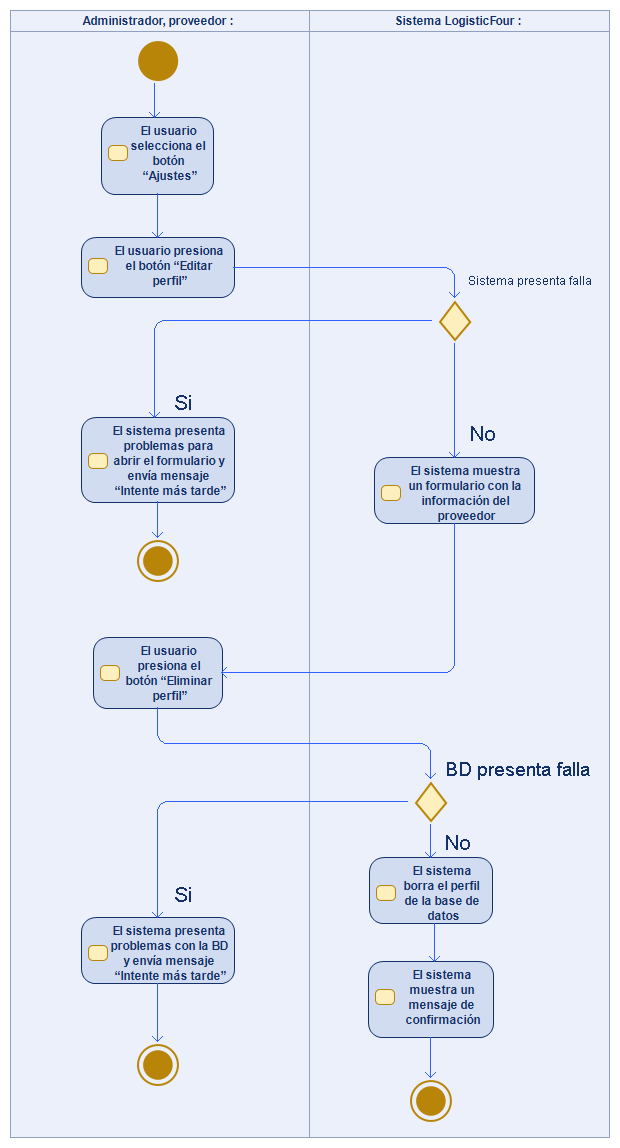 Administrador, proveedor :
Sistema LogisticFour :
El usuario
selecciona el
botón
“Ajustes”
El usuario presiona
el botón “Editar
perfil”
Sistema presenta falla
Si
El sistema presenta
problemas para
abrir el formulario y
envía mensaje
“Intente más tarde”
No
El sistema muestra
un formulario con la
información del
proveedor
El usuario
presiona el
botón “Eliminar
perfil”
BD presenta falla
No
El sistema
borra el perfil
de la base de
datos
Si
El sistema presenta
problemas con la BD
y envía mensaje
“Intente más tarde”
El sistema
muestra un
mensaje de
confirmación